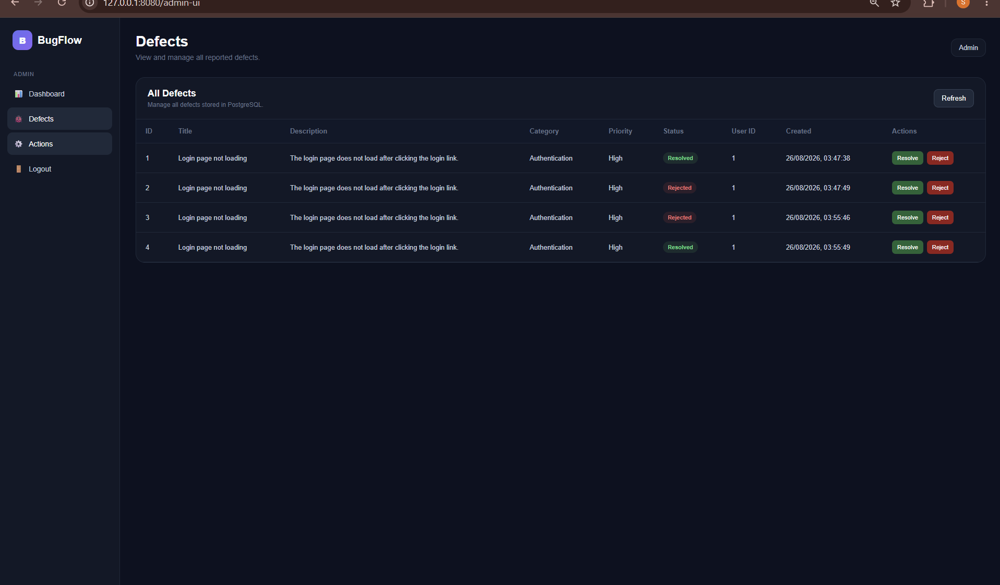 127.0.0.1:8080/admin-ui
S
B BugFlow
ADMIN
Dashboard
Defects
Actions
Logout
Defects
View and manage all reported defects.
Admin
All Defects
Manage all defects stored in PostgreSQL.
Refresh
ID Title Description Category Priority Status User ID Created Actions
1 Login page not loading The login page does not load after clicking the login link. Authentication High Resolved 1 26/08/2026, 03:47:38 Resolve Reject
2 Login page not loading The login page does not load after clicking the login link. Authentication High Rejected 1 26/08/2026, 03:47:49 Resolve Reject
3 Login page not loading The login page does not load after clicking the login link. Authentication High Rejected 1 26/08/2026, 03:55:46 Resolve Reject
4 Login page not loading The login page does not load after clicking the login link. Authentication High Resolved 1 26/08/2026, 03:55:49 Resolve Reject